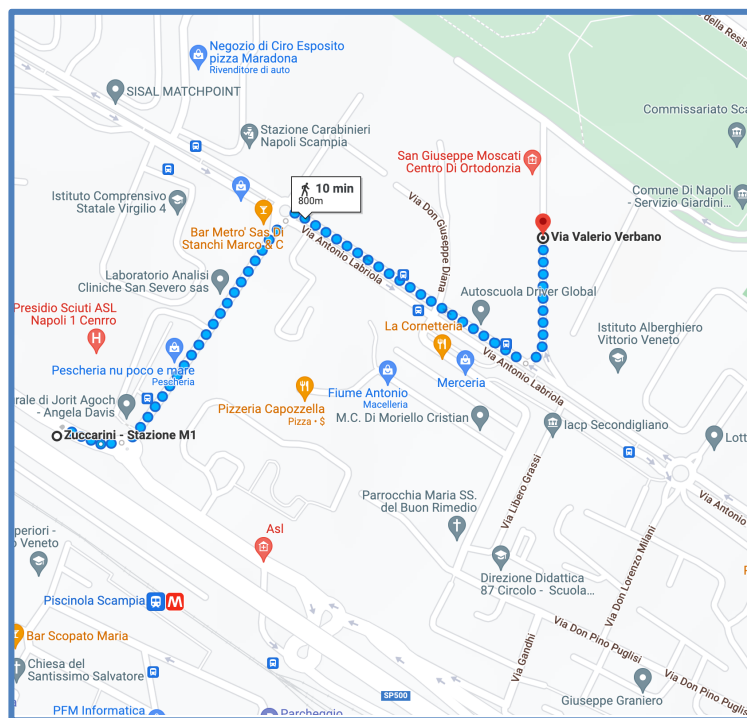 della Resis
Negozio di Ciro Esposito
pizza Maradona
Rivenditore di auto
SISAL MATCHPOINT
Commissariato Sca
Stazione Carabinieri
Napoli Scampia
San Giuseppe Moscati
Centro Di Ortodonzia
10 min
800m
Istituto Comprensivo
Statale Virgilio 4
Comune Di Napoli
- Servizio Giardini...
Via Don Giuseppe Diana
Bar Metro' Sas Di
Stanchi Marco & C
Via Antonio Labriola
Via Valerio Verbano
Laboratorio Analisi
Cliniche San Severo sas
Autoscuola Driver Global
Presidio Sciuti ASL
Napoli 1 Cenrro
H
La Cornetteria
Istituto Alberghiero
Vittorio Veneto
Via Antonio Labriola
Pescheria nu poco e mare
Pescheria
Fiume Antonio
Macelleria
Merceria
rale di Jorit Agoch
- Angela Davis
Pizzeria Capozzella
Pizza • $
M.C. Di Moriello Cristian
Iacp Secondigliano
Zuccarini - Stazione M1
Lott
Via Libero Grassi
Parrocchia Maria SS.
del Buon Rimedio
Via Antonio
Asl
periori -
o Veneto
Via Don Lorenzo Milani
Direzione Didattica
87 Circolo - Scuola...
Piscinola Scampia
M
Via Don Pino Puglisi
Bar Scopato Maria
Via Gandhi
Chiesa del
Santissimo Salvatore
Via Don Pino Puglisi
SP500
Giuseppe Graniero
PFM Informatica
Parcheggio